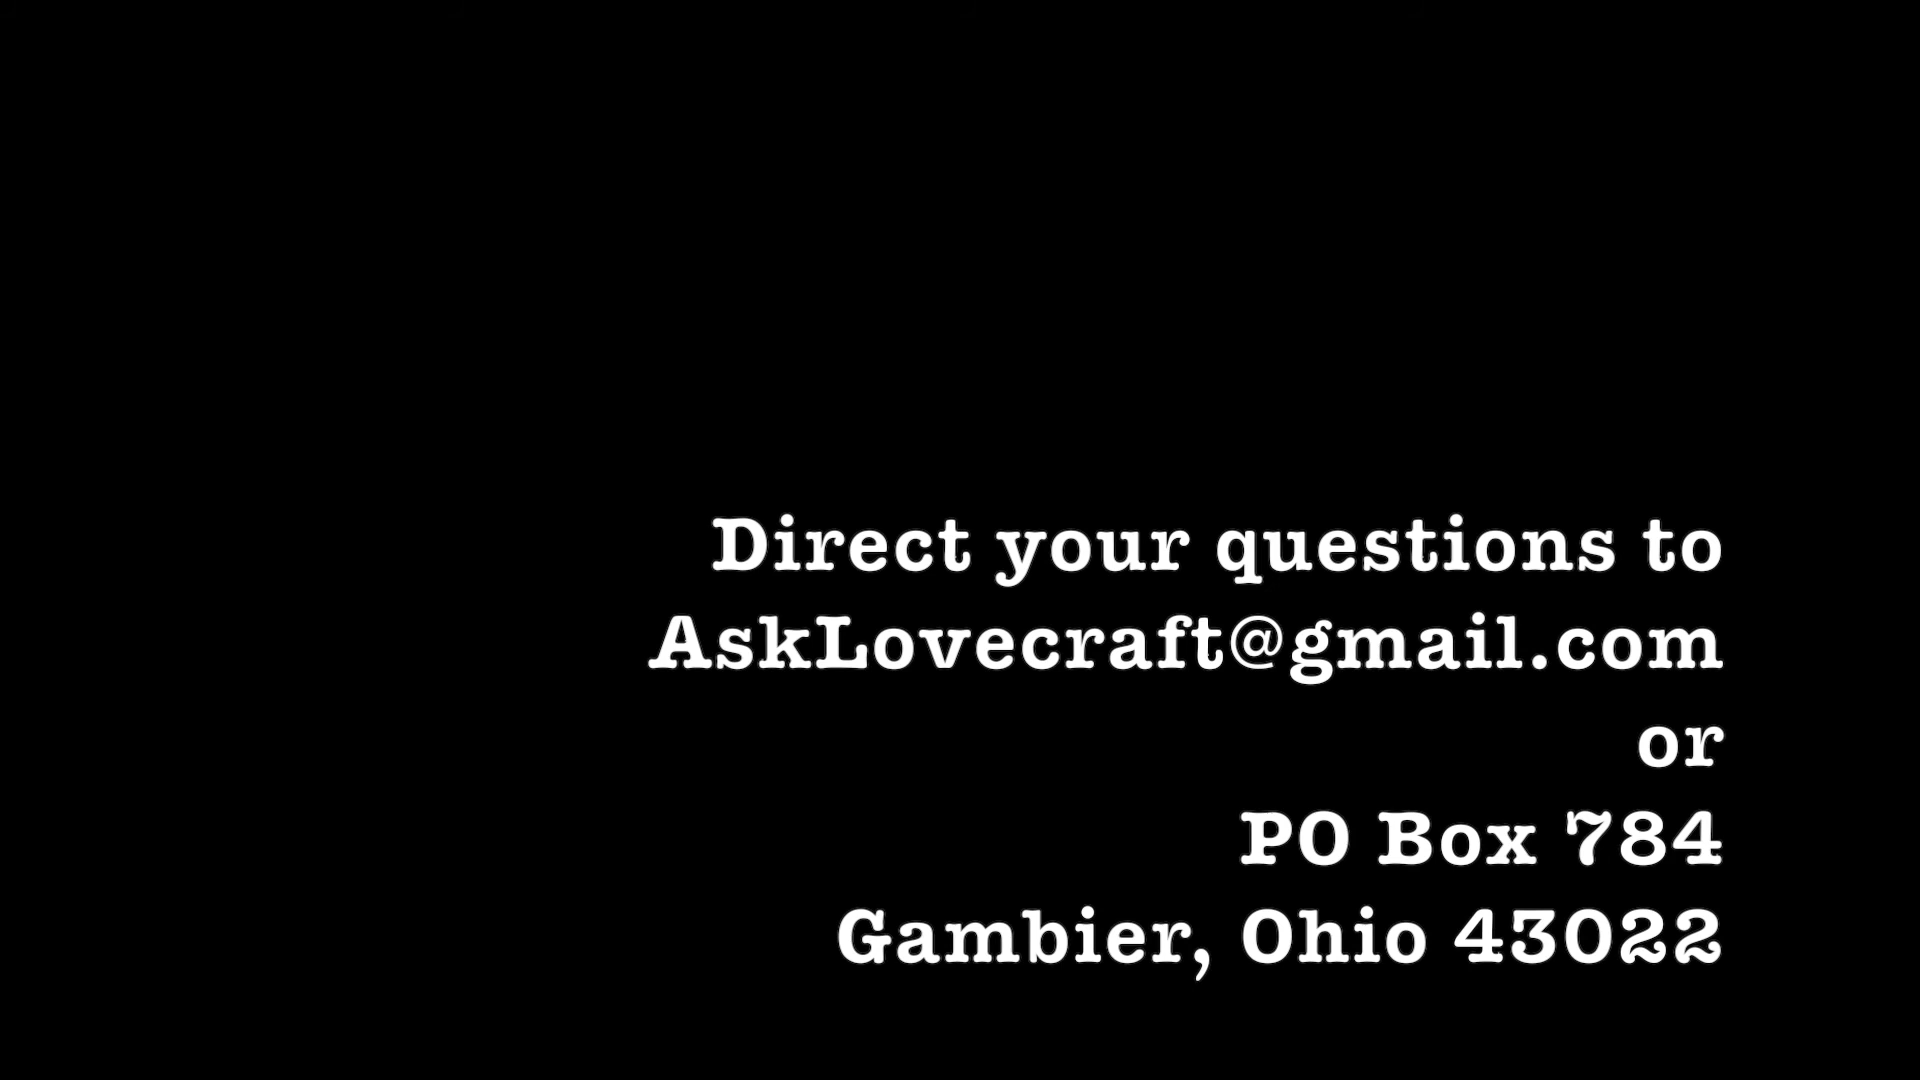 Direct your questions to
AskLovecraft@gmail.com
or
PO Box 784
Gambier, Ohio 43022